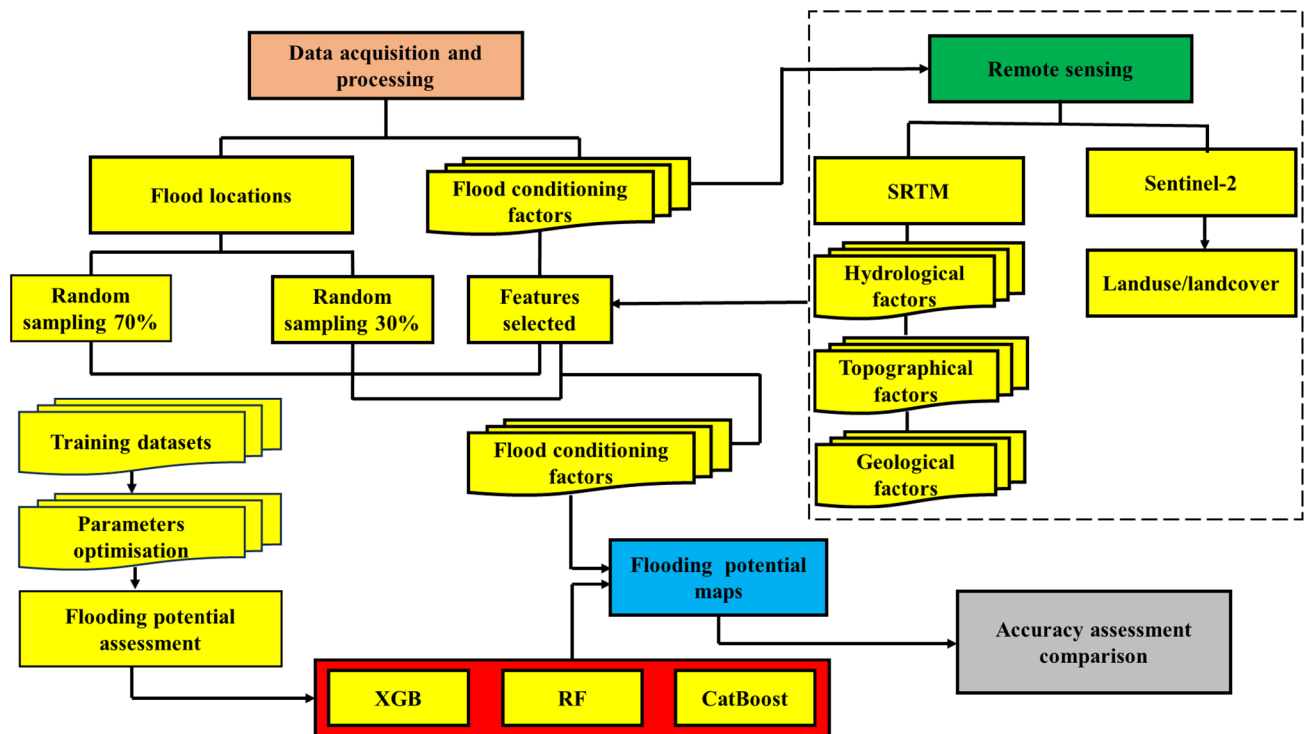 Data acquisition and
processing
Remote sensing
Flood locations
Flood conditioning
factors
SRTM
Sentinel-2
Random
sampling 70%
Random
sampling 30%
Features
selected
Hydrological
factors
Landuse/landcover
Topographical
factors
Training datasets
Flood conditioning
factors
Geological
factors
Parameters
optimisation
Flooding potential
maps
Flooding potential
assessment
Accuracy assessment
comparison
XGB
RF
CatBoost